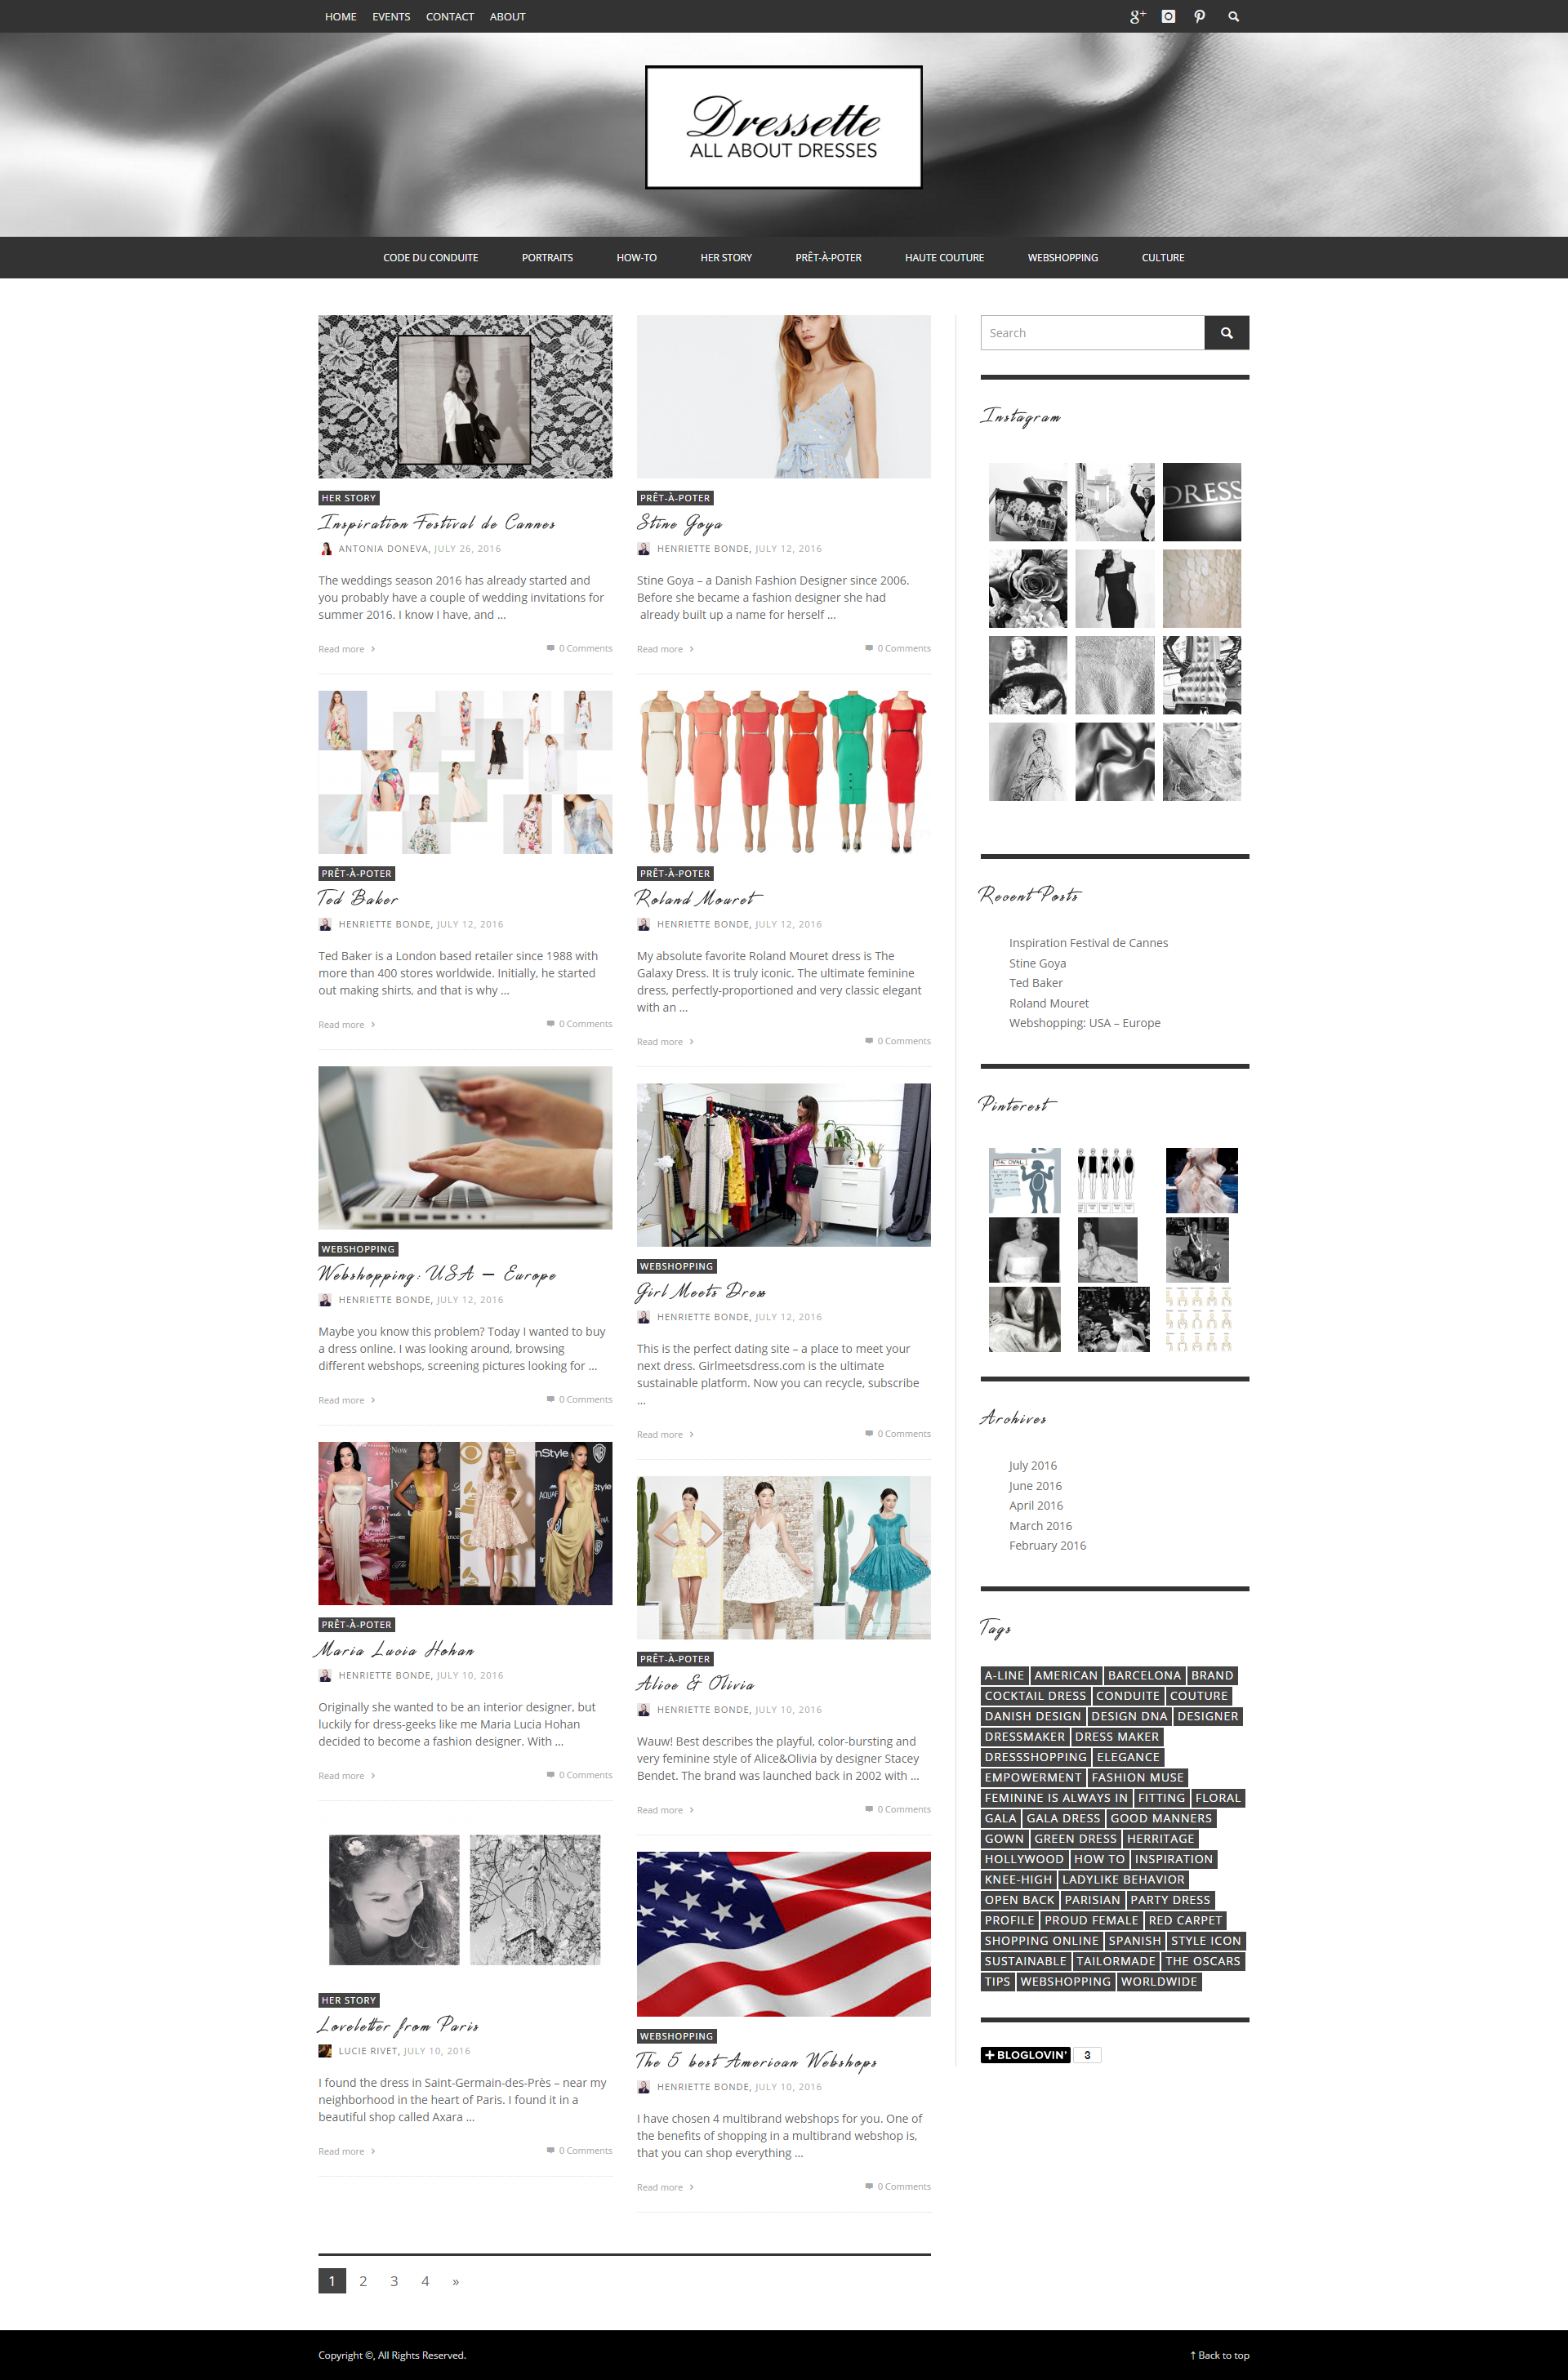 HOME EVENTS CONTACT ABOUT
Dressette
ALL ABOUT DRESSES
CODE DU CONDUITE PORTRAITS HOW-TO HER STORY PRÊT-À-POTER HAUTE COUTURE WEBSHOPPING CULTURE
HER STORY
Inspiration Festival de Cannes
ANTONIA DONEVA, JULY 26, 2016
The weddings season 2016 has already started and
you probably have a couple of wedding invitations for
summer 2016. I know I have, and ...
Read more › 0 Comments
PRÊT-À-POTER
Stine Goya
HENRIETTE BONDE, JULY 12, 2016
Stine Goya – a Danish Fashion Designer since 2006.
Before she became a fashion designer she had
already built up a name for herself ...
Read more › 0 Comments
PRÊT-À-POTER
Ted Baker
HENRIETTE BONDE, JULY 12, 2016
Ted Baker is a London based retailer since 1988 with
more than 400 stores worldwide. Initially, he started
out making shirts, and that is why ...
Read more › 0 Comments
PRÊT-À-POTER
Roland Mouret
HENRIETTE BONDE, JULY 12, 2016
My absolute favorite Roland Mouret dress is The
Galaxy Dress. It is truly iconic. The ultimate feminine
dress, perfectly-proportioned and very classic elegant
with an ...
Read more › 0 Comments
WEBSHOPPING
Webshopping: USA – Europe
HENRIETTE BONDE, JULY 12, 2016
Maybe you know this problem? Today I wanted to buy
a dress online. I was looking around, browsing
different webshops, screening pictures looking for ...
Read more › 0 Comments
WEBSHOPPING
Girl Meets Dress
HENRIETTE BONDE, JULY 12, 2016
This is the perfect dating site – a place to meet your
next dress. Girlmeetsdress.com is the ultimate
sustainable platform. Now you can recycle, subscribe
...
Read more › 0 Comments
PRÊT-À-POTER
Maria Lucia Hohan
HENRIETTE BONDE, JULY 10, 2016
Originally she wanted to be an interior designer, but
luckily for dress-geeks like me Maria Lucia Hohan
decided to become a fashion designer. With ...
Read more › 0 Comments
PRÊT-À-POTER
Alice & Olivia
HENRIETTE BONDE, JULY 10, 2016
Wauw! Best describes the playful, color-bursting and
very feminine style of Alice&Olivia by designer Stacey
Bendet. The brand was launched back in 2002 with ...
Read more › 0 Comments
HER STORY
Loveletter from Paris
LUCIE RIVET, JULY 10, 2016
I found the dress in Saint-Germain-des-Près – near my
neighborhood in the heart of Paris. I found it in a
beautiful shop called Axara ...
Read more › 0 Comments
WEBSHOPPING
The 5 best American Webshops
HENRIETTE BONDE, JULY 10, 2016
I have chosen 4 multibrand webshops for you. One of
the benefits of shopping in a multibrand webshop is,
that you can shop everything ...
Read more › 0 Comments
1 2 3 4 »
Search
Instagram
DRESS
Recent Posts
Inspiration Festival de Cannes
Stine Goya
Ted Baker
Roland Mouret
Webshopping: USA – Europe
Pinterest
THE OVAL
Archives
July 2016
June 2016
April 2016
March 2016
February 2016
Tags
A-LINE AMERICAN BARCELONA BRAND
COCKTAIL DRESS CONDUITE COUTURE
DANISH DESIGN DESIGN DNA DESIGNER
DRESSMAKER DRESS MAKER
DRESSSHOPPING ELEGANCE
EMPOWERMENT FASHION MUSE
FEMININE IS ALWAYS IN FITTING FLORAL
GALA GALA DRESS GOOD MANNERS
GOWN GREEN DRESS HERRITAGE
HOLLYWOOD HOW TO INSPIRATION
KNEE-HIGH LADYLIKE BEHAVIOR
OPEN BACK PARISIAN PARTY DRESS
PROFILE PROUD FEMALE RED CARPET
SHOPPING ONLINE SPANISH STYLE ICON
SUSTAINABLE TAILORMADE THE OSCARS
TIPS WEBSHOPPING WORLDWIDE
+ BLOGLOVIN' 3
Copyright ©, All Rights Reserved.
↑ Back to top